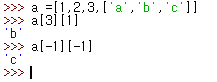 >>> a =[1,2,3,['a','b','c']]
>>> a[3][1]
'b'
>>> a[-1][-1]
'c'
>>>